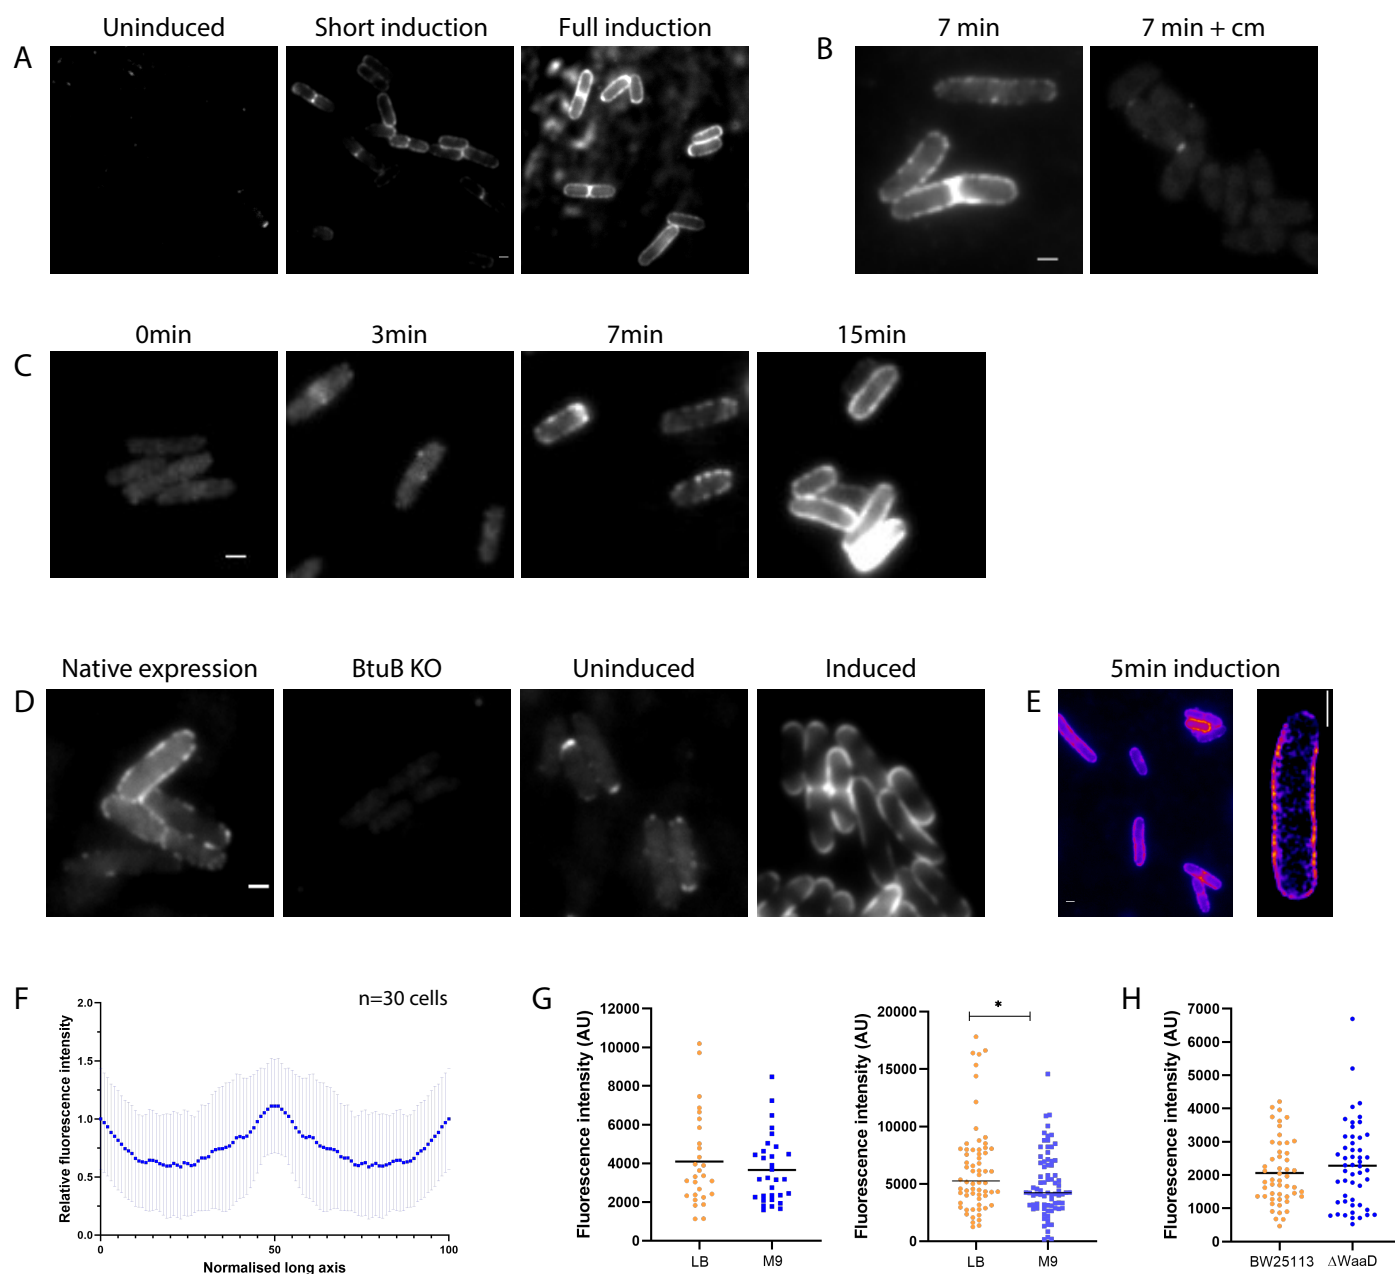 A
Uninduced
Short induction
Full induction
B
7 min
7 min + cm
C
0min
3min
7min
15min
D
Native expression
BtuB KO
Uninduced
Induced
E
5min induction
F
n=30 cells
Relative fluorescence intensity
2.0
1.5
1.0
0.5
0.0
0
50
100
Normalised long axis
G
Fluorescence intensity (AU)
12000
10000
8000
6000
4000
2000
0
LB
M9
Fluorescence intensity (AU)
20000
15000
10000
5000
0
*
LB
M9
H
Fluorescence intensity (AU)
7000
6000
5000
4000
3000
2000
1000
0
BW25113
ΔWaaD